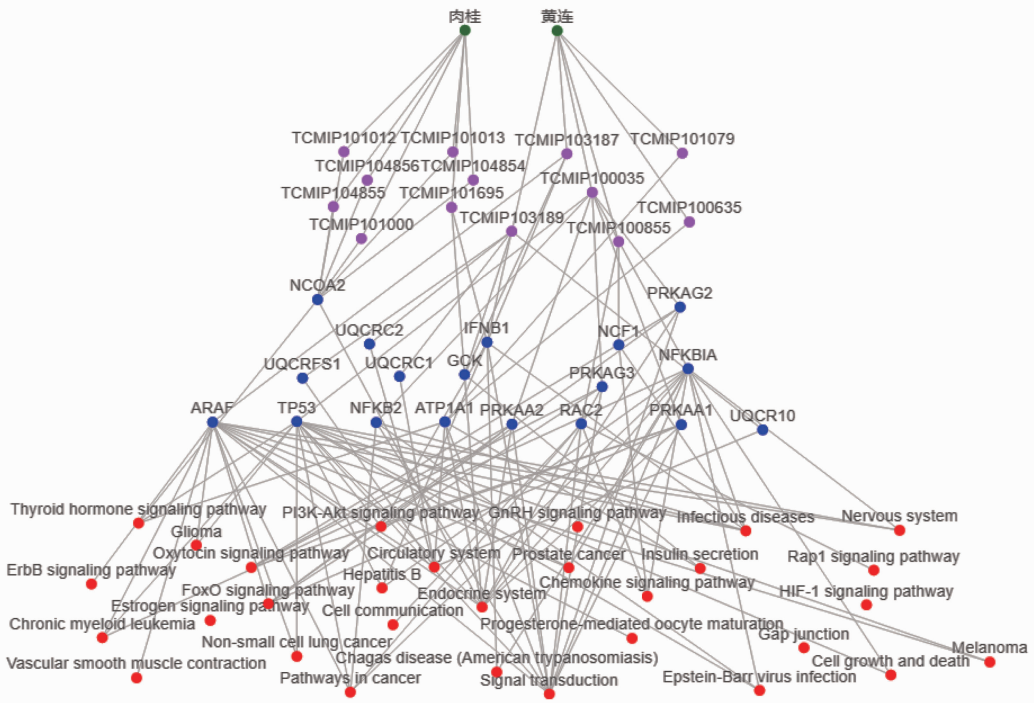 肉桂 黄连
TCMIP101012 TCMIP101013 TCMIP103187 TCMIP101079
TCMIP104856 TCMIP104854
TCMIP100035
TCMIP104855 TCMIP101695
TCMIP103189 TCMIP100635
TCMIP101000 TCMIP100855
NCOA2 PRKAG2
UQCRC2 IFNB1 NCF1
UQCRFS1 UQCRC1 GCK PRKAG3 NFKBIA
ARAF TP53 NFKB2 ATP1A1 PRKAA2 RAC2 PRKAA1 UQCR10
Thyroid hormone signaling pathway PI3K-Akt signaling pathway GnRH signaling pathway Infectious diseases Nervous system
Glioma
Oxytocin signaling pathway Circulatory system Prostate cancer Insulin secretion Rap1 signaling pathway
ErbB signaling pathway Hepatitis B Chemokine signaling pathway
FoxO signaling pathway Endocrine system HIF-1 signaling pathway
Estrogen signaling pathway Cell communication
Chronic myeloid leukemia Progesterone-mediated oocyte maturation Gap junction
Non-small cell lung cancer Melanoma
Vascular smooth muscle contraction Chagas disease (American trypanosomiasis) Cell growth and death
Pathways in cancer Signal transduction Epstein-Barr virus infection